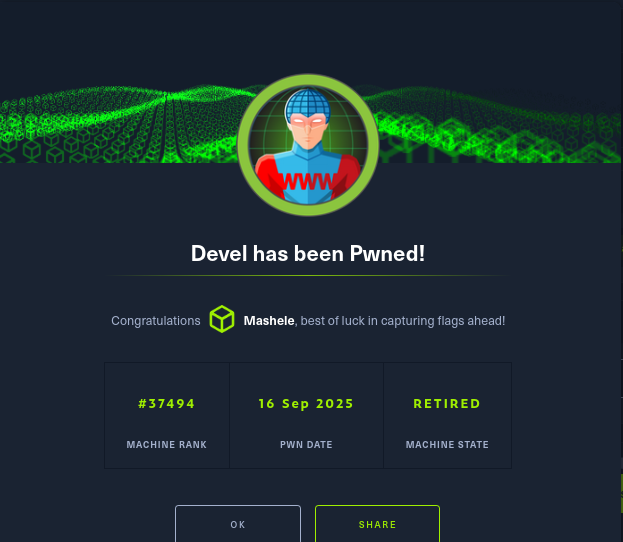 WWW
Devel has been Pwned!
Congratulations Mashele, best of luck in capturing flags ahead!
#37494 16 Sep 2025 RETIRED
MACHINE RANK PWN DATE MACHINE STATE
OK SHARE